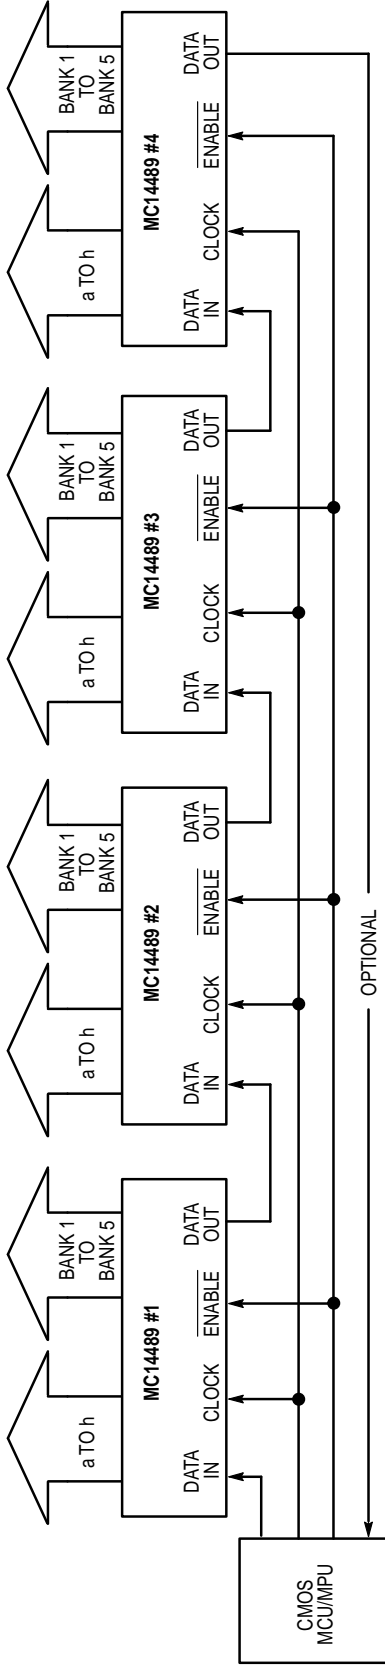 a TO h
BANK 1
TO
BANK 5
MC14489 #1
DATA
IN
CLOCK
ENABLE
DATA
OUT
a TO h
BANK 1
TO
BANK 5
MC14489 #2
DATA
IN
CLOCK
ENABLE
DATA
OUT
a TO h
BANK 1
TO
BANK 5
MC14489 #3
DATA
IN
CLOCK
ENABLE
DATA
OUT
a TO h
BANK 1
TO
BANK 5
MC14489 #4
DATA
IN
CLOCK
ENABLE
DATA
OUT
CMOS
MCU/MPU
OPTIONAL